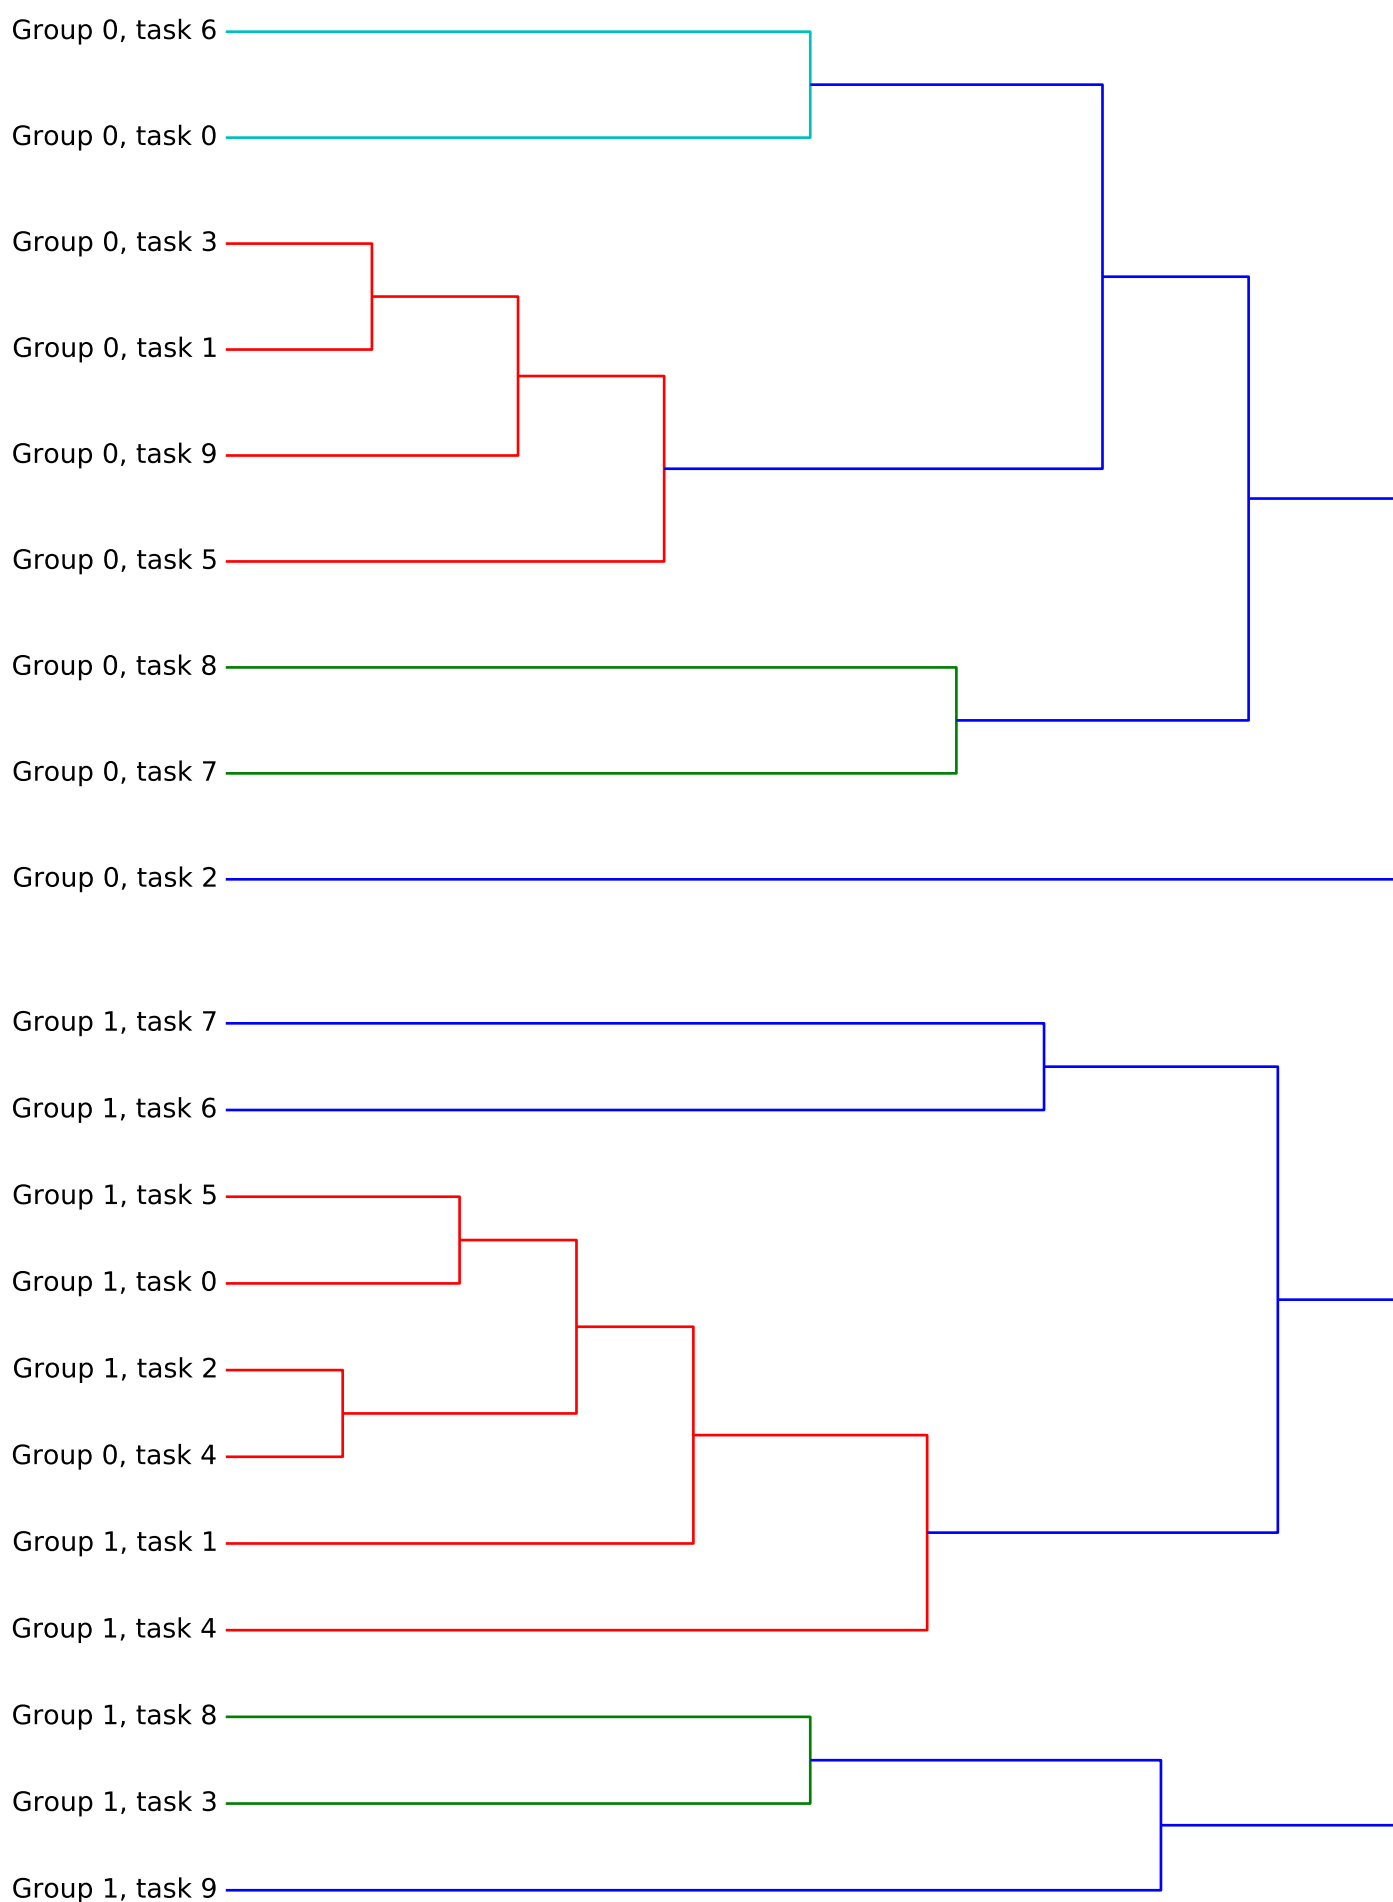 Group 0, task 6
Group 0, task 0
Group 0, task 3
Group 0, task 1
Group 0, task 9
Group 0, task 5
Group 0, task 8
Group 0, task 7
Group 0, task 2
Group 1, task 7
Group 1, task 6
Group 1, task 5
Group 1, task 0
Group 1, task 2
Group 0, task 4
Group 1, task 1
Group 1, task 4
Group 1, task 8
Group 1, task 3
Group 1, task 9